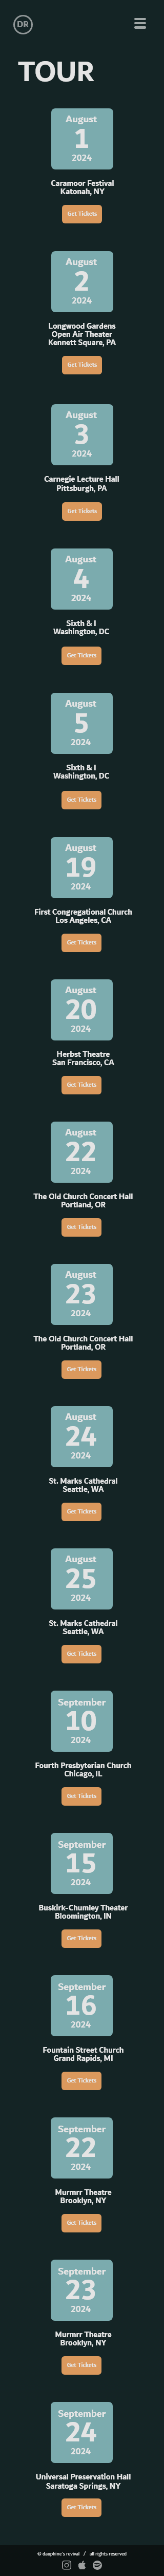 DR
TOUR
August
1
2024
Caramoor Festival
Katonah, NY
Get Tickets
August
2
2024
Longwood Gardens
Open Air Theater
Kennett Square, PA
Get Tickets
August
3
2024
Carnegie Lecture Hall
Pittsburgh, PA
Get Tickets
August
4
2024
Sixth & I
Washington, DC
Get Tickets
August
5
2024
Sixth & I
Washington, DC
Get Tickets
August
19
2024
First Congregational Church
Los Angeles, CA
Get Tickets
August
20
2024
Herbst Theatre
San Francisco, CA
Get Tickets
August
22
2024
The Old Church Concert Hall
Portland, OR
Get Tickets
August
23
2024
The Old Church Concert Hall
Portland, OR
Get Tickets
August
24
2024
St. Marks Cathedral
Seattle, WA
Get Tickets
August
25
2024
St. Marks Cathedral
Seattle, WA
Get Tickets
September
10
2024
Fourth Presbyterian Church
Chicago, IL
Get Tickets
September
15
2024
Buskirk-Chumley Theater
Bloomington, IN
Get Tickets
September
16
2024
Fountain Street Church
Grand Rapids, MI
Get Tickets
September
22
2024
Murmrr Theatre
Brooklyn, NY
Get Tickets
September
23
2024
Murmrr Theatre
Brooklyn, NY
Get Tickets
September
24
2024
Universal Preservation Hall
Saratoga Springs, NY
Get Tickets
© dauphine's revival / all rights reserved